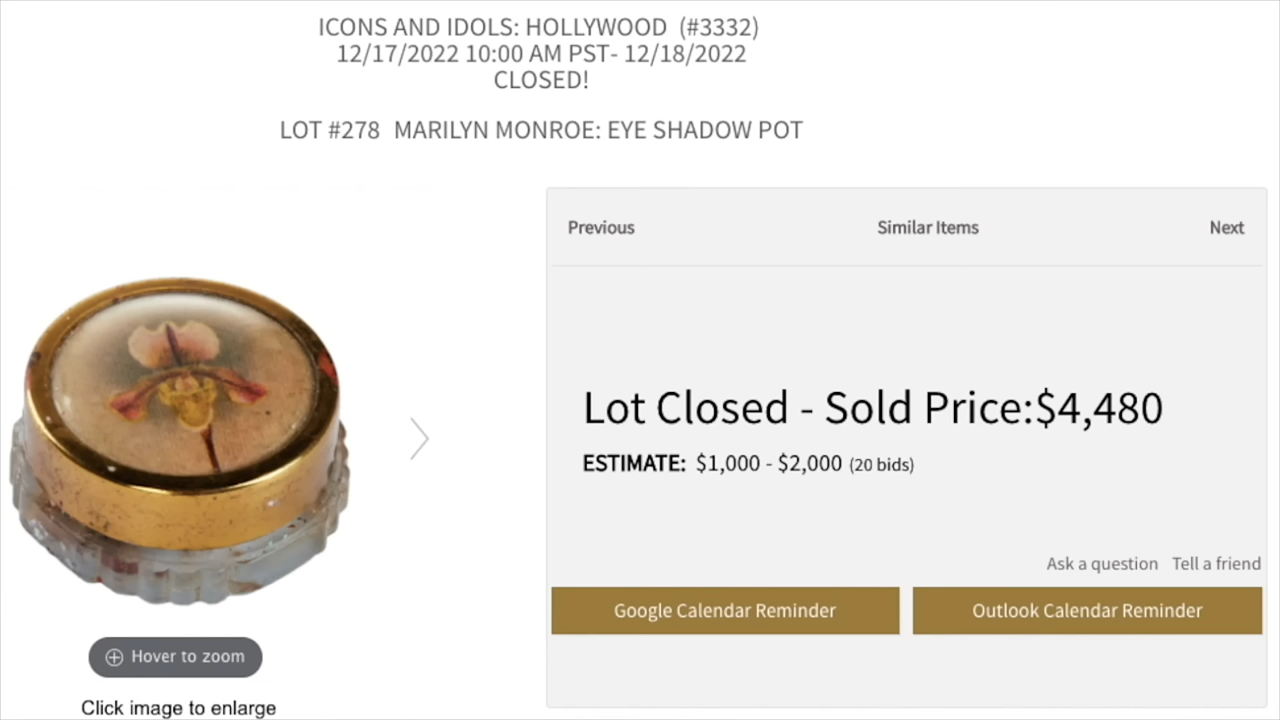 ICONS AND IDOLS: HOLLYWOOD (#3332)
12/17/2022 10:00 AM PST- 12/18/2022
CLOSED!
LOT #278 MARILYN MONROE: EYE SHADOW POT
Previous
Similar Items
Next
Lot Closed - Sold Price:$4,480
ESTIMATE: $1,000 - $2,000 (20 bids)
Ask a question
Tell a friend
Google Calendar Reminder
Outlook Calendar Reminder
Hover to zoom
Click image to enlarge